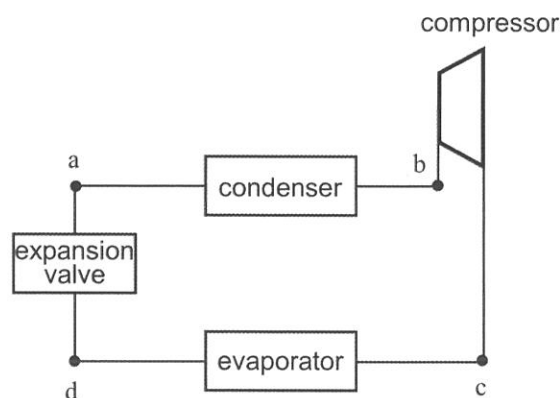 compressor
a
b
condenser
expansion
valve
evaporator
d
c